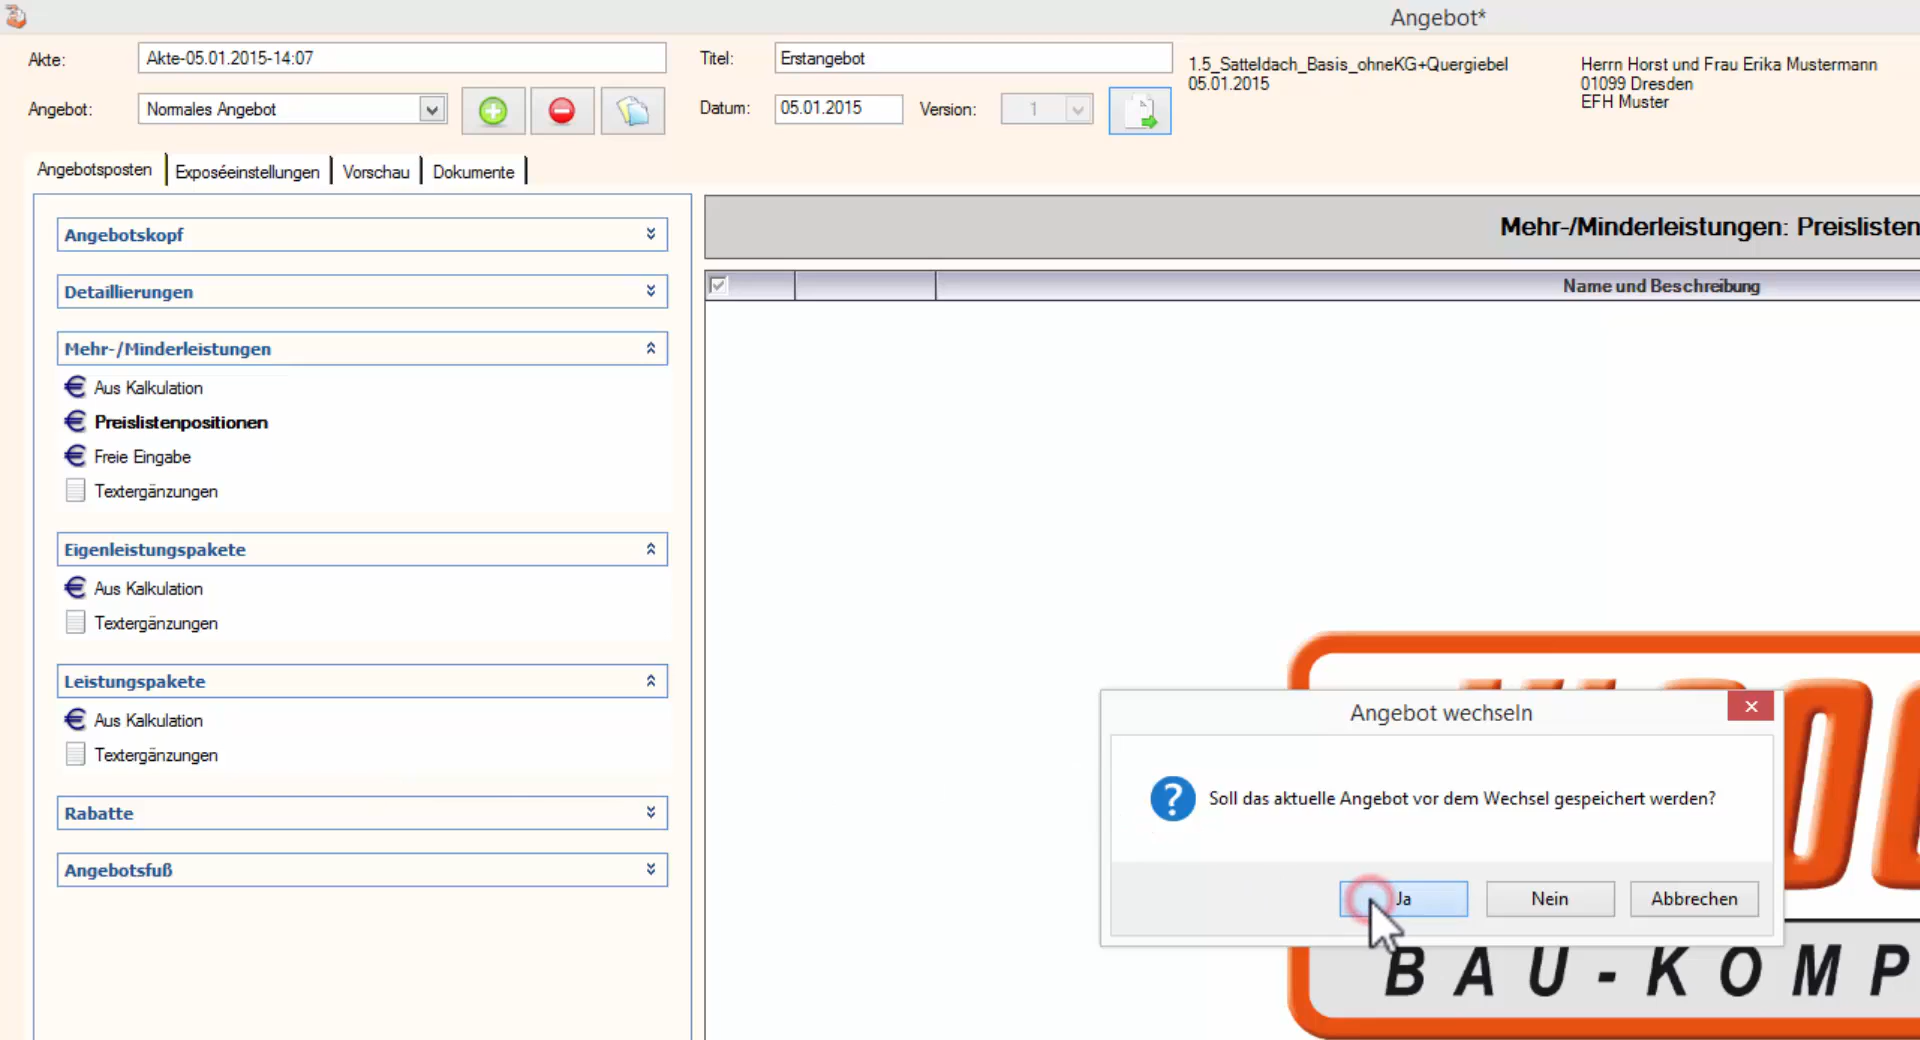 Angebot*
Akte:
Akte-05.01.2015-14:07
Titel:
Erstangebot
1.5_Satteldach_Basis_ohneKG+Quergiebel
05.01.2015
Herrn Horst und Frau Erika Mustermann
01099 Dresden
EFH Muster
Angebot:
Normales Angebot
Datum:
05.01.2015
Version:
1
Angebotsposten
Exposéeinstellungen
Vorschau
Dokumente
Angebotskopf
Detaillierungen
Mehr-/Minderleistungen
Aus Kalkulation
Preislistenpositionen
Freie Eingabe
Textergänzungen
Eigenleistungspakete
Aus Kalkulation
Textergänzungen
Leistungspakete
Aus Kalkulation
Textergänzungen
Rabatte
Angebotsfuß
Mehr-/Minderleistungen: Preislisten
Name und Beschreibung
Angebot wechseln
Soll das aktuelle Angebot vor dem Wechsel gespeichert werden?
Ja
Nein
Abbrechen
BAU-KOMP